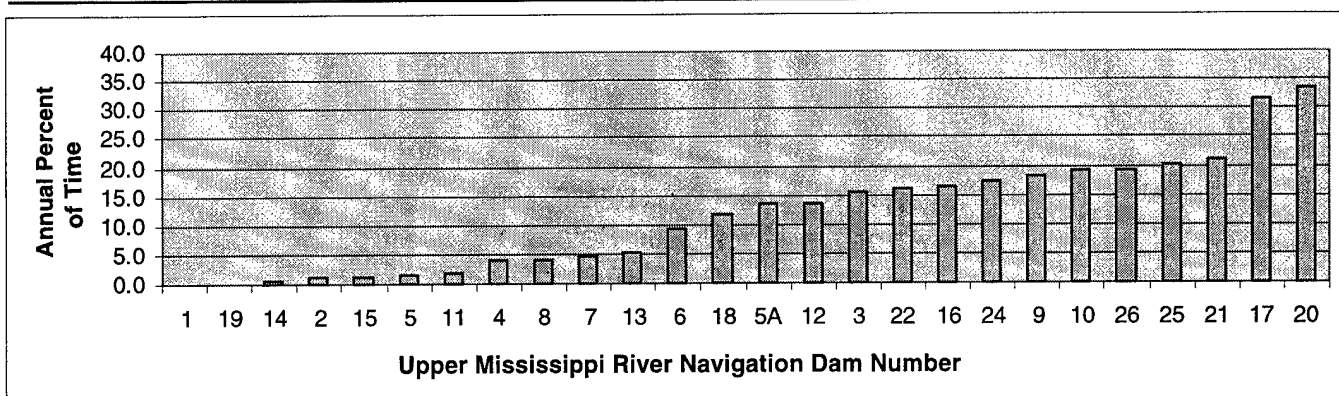 40.0
35.0
30.0
25.0
20.0
15.0
10.0
5.0
0.0
Annual Percent
of Time
1 19 14 2 15 5 11 4 8 7 13 6 18 5A 12 3 22 16 24 9 10 26 25 21 17 20
Upper Mississippi River Navigation Dam Number